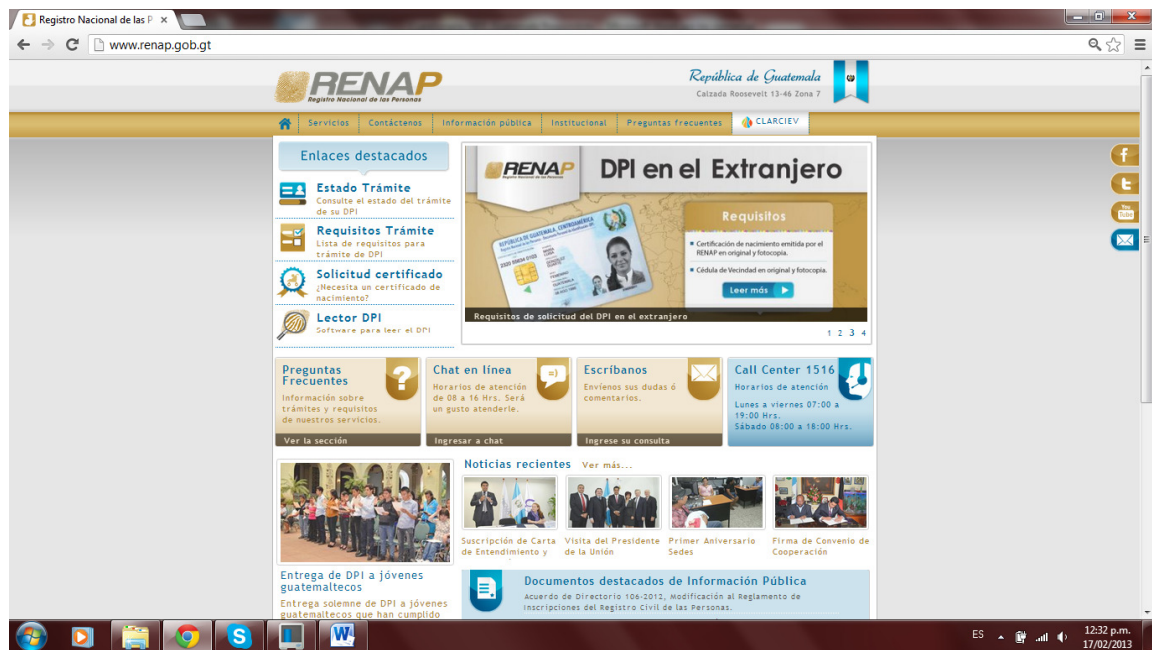 Registro Nacional de las P
www.renap.gob.gt
RENAP
Registro Nacional de las Personas
República de Guatemala
Calzada Roosevelt 13-46 Zona 7
Servicios
Contáctenos
Información pública
Institucional
Preguntas frecuentes
CLARCIEV
Enlaces destacados
Estado Trámite
Consulte el estado del trámite
de su DPI
Requisitos Trámite
Lista de requisitos para
trámite de DPI
Solicitud certificado
¿Necesita un certificado de
nacimiento?
Lector DPI
Software para leer el DPI
RENAP
DPI en el Extranjero
REPÚBLICA DE GUATEMALA, CENTROAMÉRICA
Requisitos
Certificación de nacimiento emitida por el
RENAP en original y fotocopia.
Cédula de Vecindad en original y fotocopia.
Leer más
Requisitos de solicitud del DPI en el extranjero
1 2 3 4
You
Tube
Preguntas
Frecuentes
Información sobre
trámites y requisitos
de nuestros servicios.
Ver la sección
Chat en línea
Horarios de atención
de 08 a 16 Hrs. Será
un gusto atenderle.
Ingresar a chat
Escríbanos
Envíenos sus dudas ó
comentarios.
Ingrese su consulta
Call Center 1516
Horarios de atención
Lunes a viernes 07:00 a
19:00 Hrs.
Sábado 08:00 a 18:00 Hrs.
Noticias recientes Ver más...
Suscripción de Carta
de Entendimiento y
Visita del Presidente
de la Unión
Primer Aniversario
Sedes
Firma de Convenio de
Cooperación
Entrega de DPI a jóvenes
guatemaltecos
Entrega solemne de DPI a jóvenes
guatemaltecos que han cumplido
Documentos destacados de Información Pública
Acuerdo de Directorio 106-2012, Modificación al Reglamento de
inscripciones del Registro Civil de las Personas.
ES
12:32 p.m.
17/02/2013